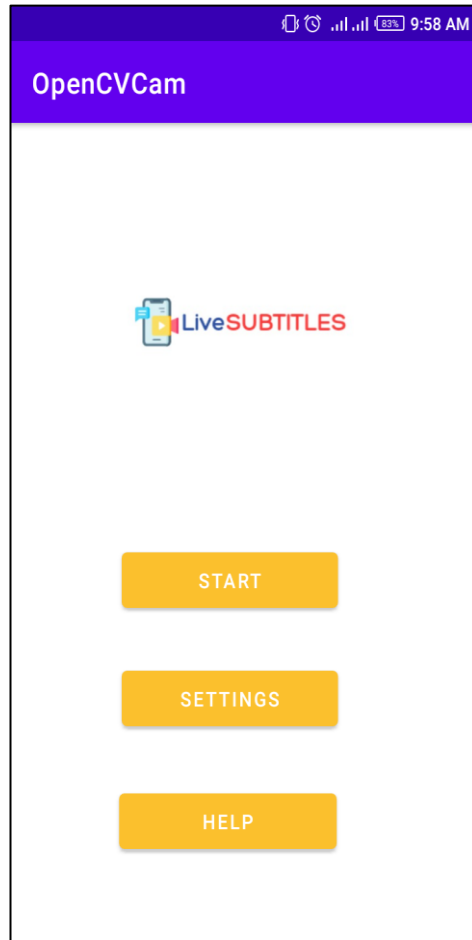 83% 9:58 AM
OpenCVCam
LiveSUBTITLES
START
SETTINGS
HELP